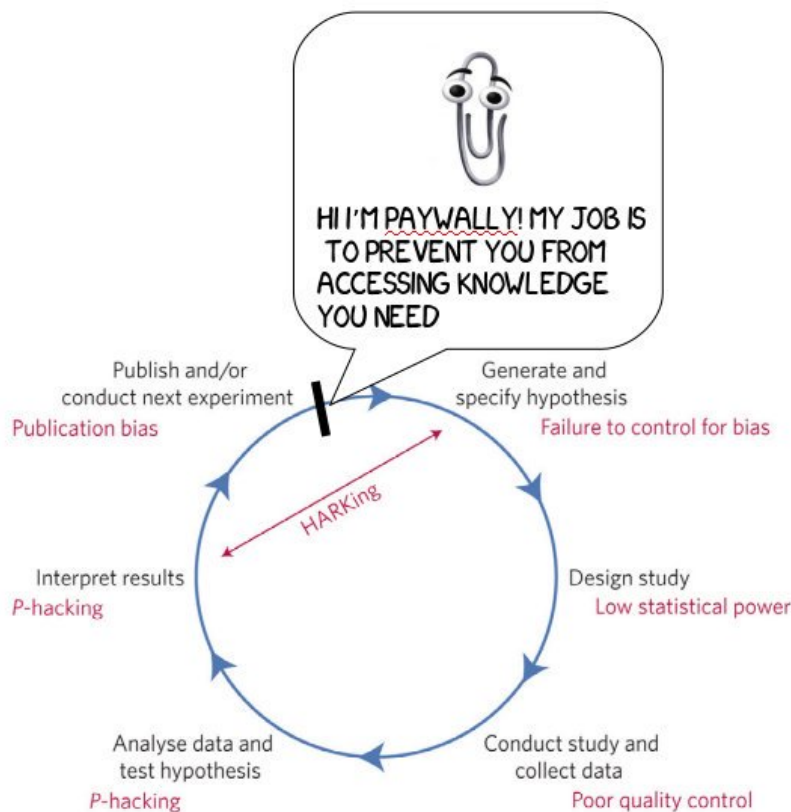 HI I'M PAYWALLY! MY JOB IS
TO PREVENT YOU FROM
ACCESSING KNOWLEDGE
YOU NEED
Publish and/or
conduct next experiment
Publication bias
Generate and
specify hypothesis
Failure to control for bias
HARKing
Interpret results
P-hacking
Design study
Low statistical power
Analyse data and
test hypothesis
P-hacking
Conduct study and
collect data
Poor quality control